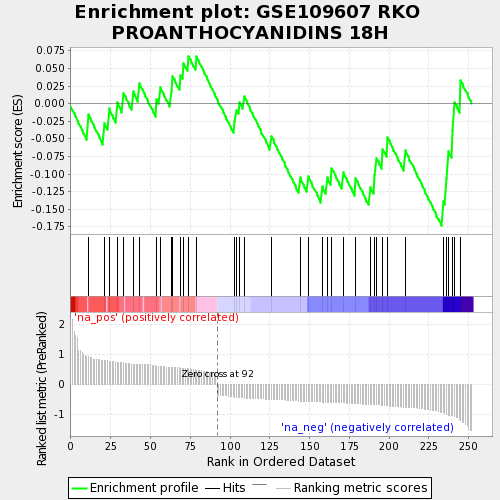 Enrichment plot: GSE109607 RKO
PROANTHOCYANIDINS 18H
Enrichment score (ES)
0.075
0.050
0.025
0.000
-0.025
-0.050
-0.075
-0.100
-0.125
-0.150
-0.175
Ranked list metric (PreRanked)
'na_pos' (positively correlated)
2
1
0
-1
Zero cross at 92
'na_neg' (negatively correlated)
0 25 50 75 100 125 150 175 200 225 250
Rank in Ordered Dataset
Enrichment profile Hits Ranking metric scores